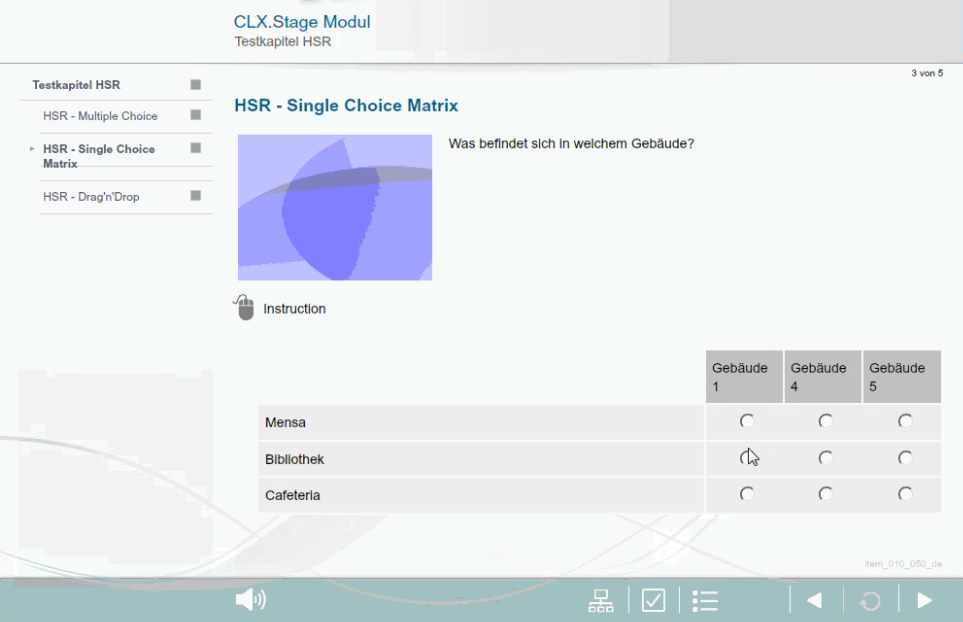 CLX.Stage Modul
Testkapitel HSR
3 von 5
Testkapitel HSR
HSR - Multiple Choice
HSR - Single Choice
Matrix
HSR - Drag'n'Drop
HSR - Single Choice Matrix
Was befindet sich in welchem Gebäude?
Instruction
Gebäude
1
Gebäude
4
Gebäude
5
Mensa
Bibliothek
Cafeteria
item_010_050_de